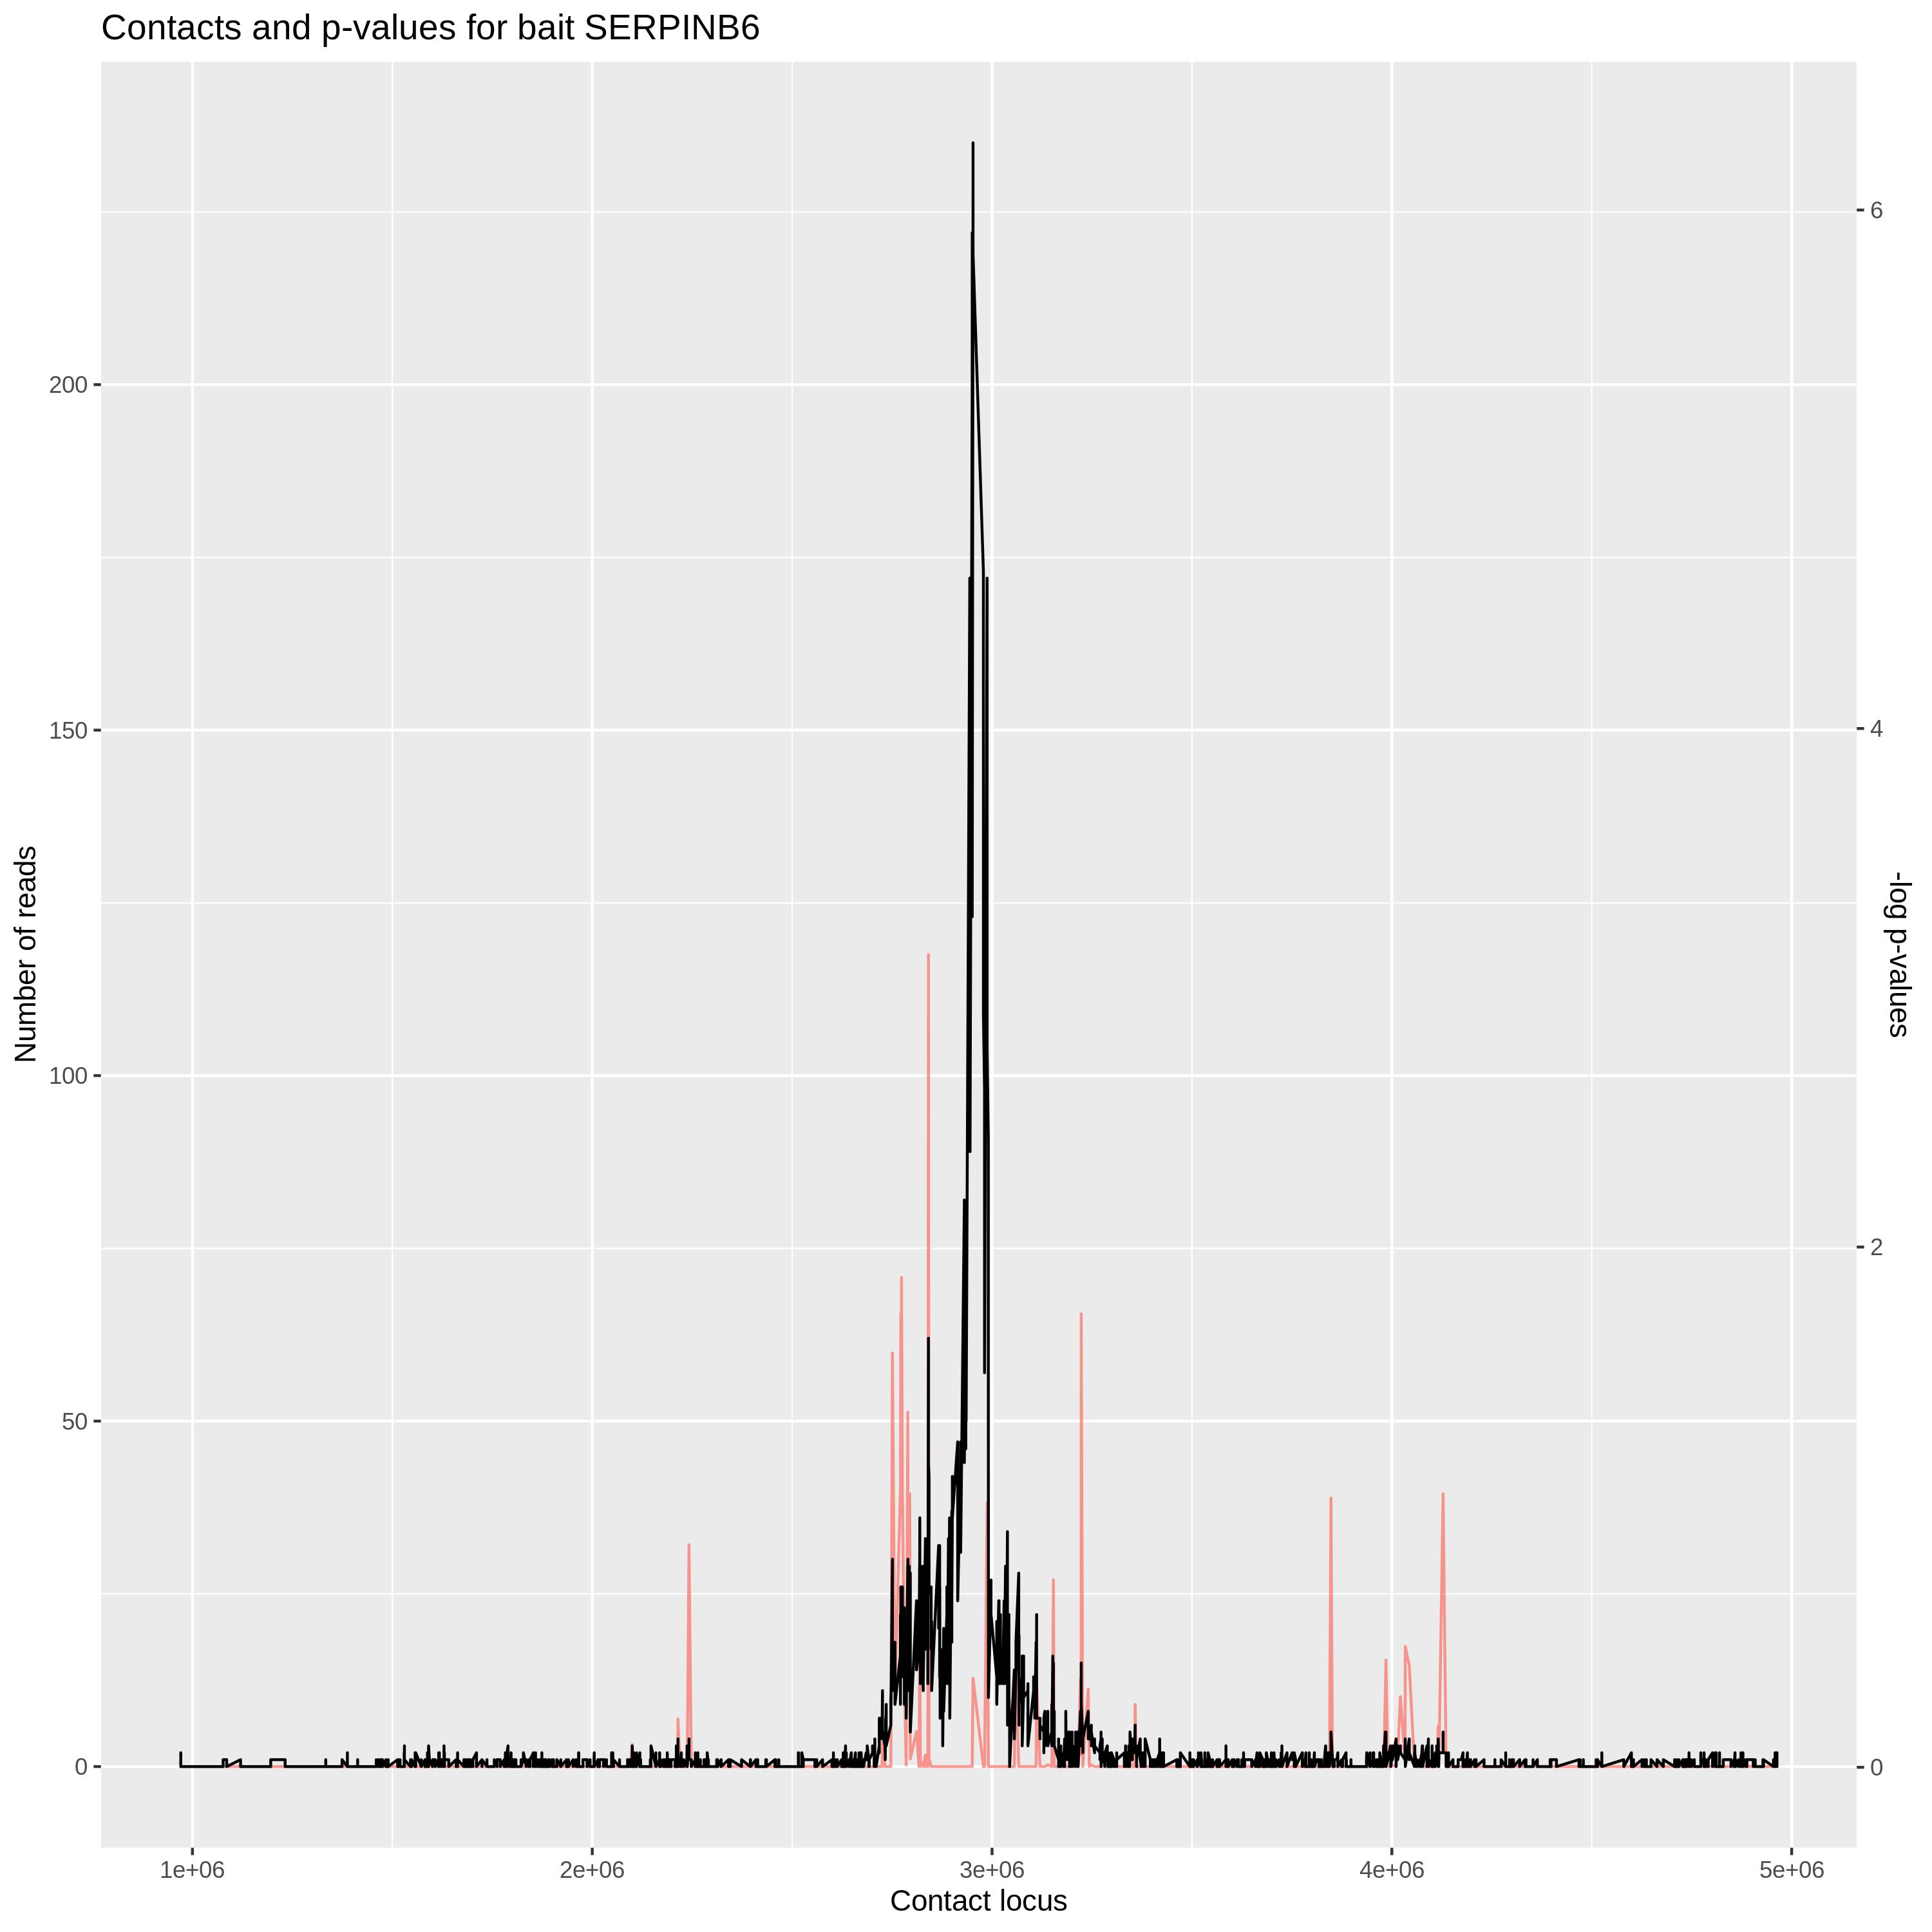 Contacts and p-values for bait SERPINB6
Number of reads
200
150
100
50
0
6
4
2
0
-log p-values
1e+06
2e+06
3e+06
4e+06
5e+06
Contact locus